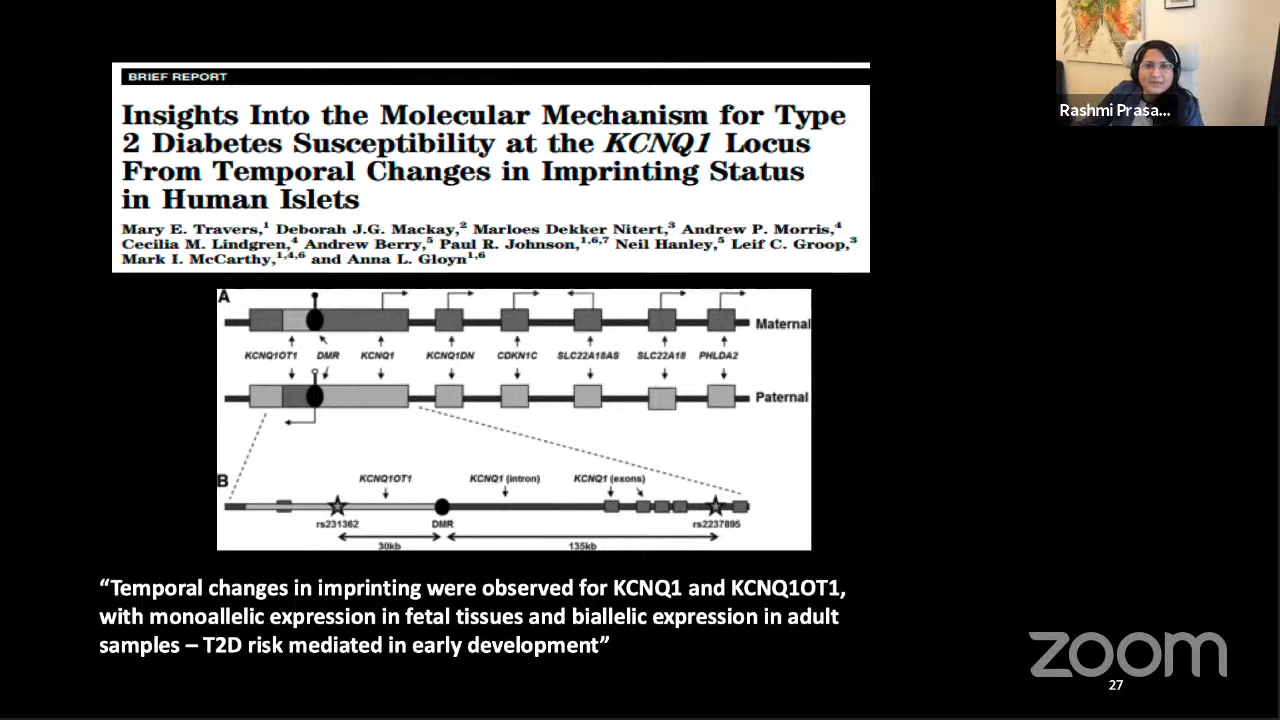 Rashmi Prasa...
BRIEF REPORT
Insights Into the Molecular Mechanism for Type
2 Diabetes Susceptibility at the KCNQ1 Locus
From Temporal Changes in Imprinting Status
in Human Islets
Mary E. Travers,1 Deborah J.G. Mackay,2 Marloes Dekker Nitert,3 Andrew P. Morris,4
Cecilia M. Lindgren,4 Andrew Berry,5 Paul R. Johnson,1,6,7 Neil Hanley,5 Leif C. Groop,3
Mark I. McCarthy,1,4,6 and Anna L. Gloyn1,6
A
Maternal
KCNQ1OT1 DMR KCNQ1 KCNQ1DN CDKN1C SLC22A18AS SLC22A18 PHLDA2
Paternal
B
KCNQ1OT1 KCNQ1 (intron) KCNQ1 (exons)
rs231362 DMR rs2237895
30kb 135kb
“Temporal changes in imprinting were observed for KCNQ1 and KCNQ1OT1,
with monoallelic expression in fetal tissues and biallelic expression in adult
samples – T2D risk mediated in early development”
zoom
27